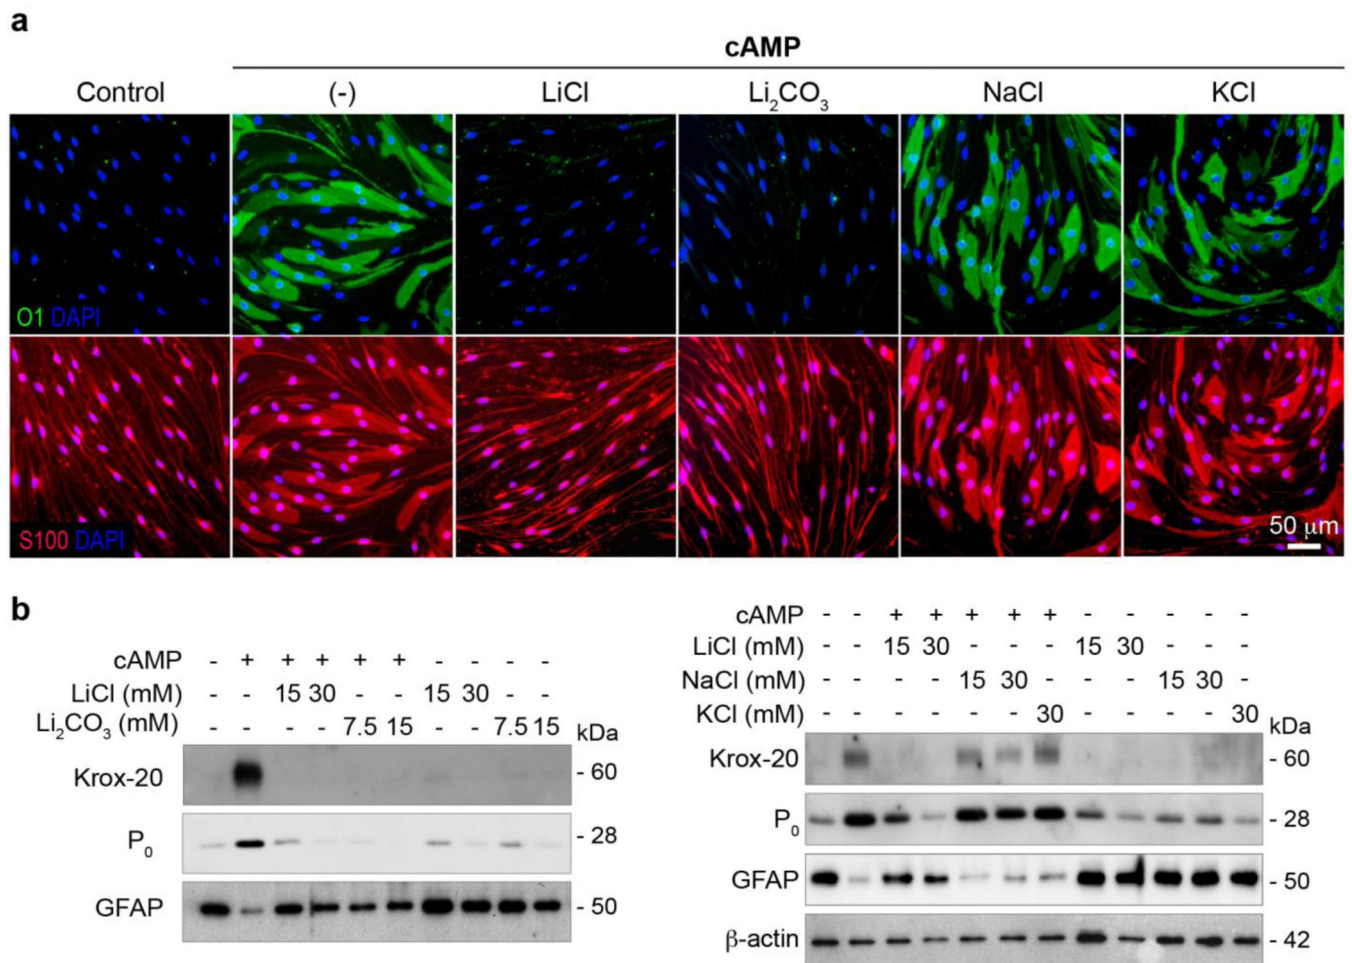 a
cAMP
Control (-) LiCl Li₂CO₃ NaCl KCl
O1 DAPI
S100 DAPI
50 μm
b
cAMP - + + + + + - - - -
LiCl (mM) - - 15 30 - - 15 30 - -
Li₂CO₃ (mM) - - - - 7.5 15 - - 7.5 15
kDa
Krox-20 - 60
P₀ - 28
GFAP - 50
cAMP - - + + + + + - - - - -
LiCl (mM) - - 15 30 - - - 15 30 - - -
NaCl (mM) - - - - 15 30 - - - 15 30 -
KCl (mM) - - - - - - 30 - - - - 30
kDa
Krox-20 - 60
P₀ - 28
GFAP - 50
β-actin - 42